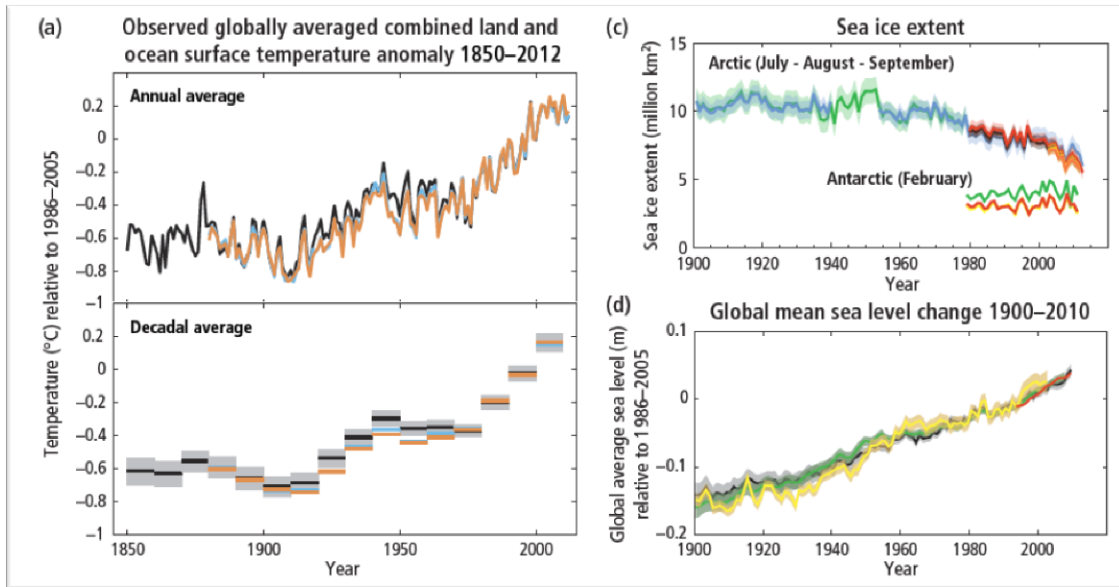 (a) Observed globally averaged combined land and
ocean surface temperature anomaly 1850–2012
Annual average
0.2
0
−0.2
−0.4
−0.6
−0.8
−1
Decadal average
0.2
0
−0.2
−0.4
−0.6
−0.8
−1
Temperature (°C) relative to 1986–2005
1850 1900 1950 2000
Year
(c) Sea ice extent
Arctic (July - August - September)
Antarctic (February)
15
10
5
0
Sea ice extent (million km²)
1900 1920 1940 1960 1980 2000
Year
(d) Global mean sea level change 1900–2010
0.1
0
−0.1
−0.2
Global average sea level (m)
relative to 1986–2005
1900 1920 1940 1960 1980 2000
Year